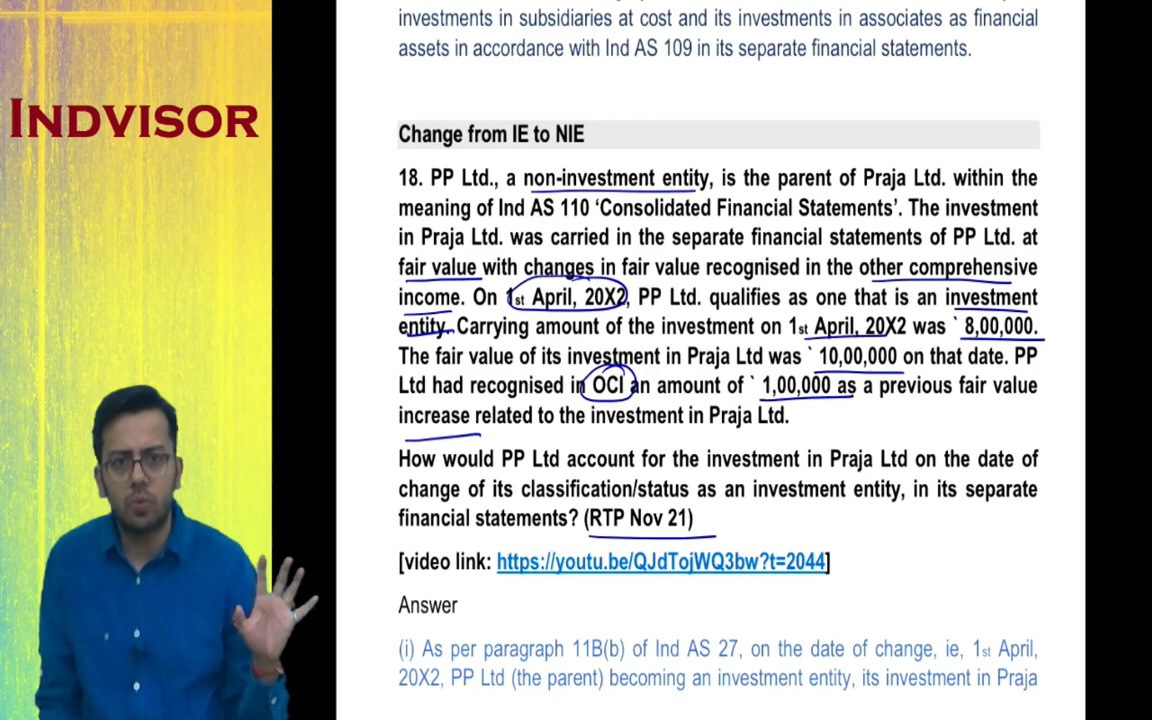 investments in subsidiaries at cost and its investments in associates as financial
assets in accordance with Ind AS 109 in its separate financial statements.
INDVISOR
Change from IE to NIE
18. PP Ltd., a non-investment entity, is the parent of Praja Ltd. within the
meaning of Ind AS 110 ‘Consolidated Financial Statements’. The investment
in Praja Ltd. was carried in the separate financial statements of PP Ltd. at
fair value with changes in fair value recognised in the other comprehensive
income. On 1st April, 20X2, PP Ltd. qualifies as one that is an investment
entity. Carrying amount of the investment on 1st April, 20X2 was ` 8,00,000.
The fair value of its investment in Praja Ltd was ` 10,00,000 on that date. PP
Ltd had recognised in OCI an amount of ` 1,00,000 as a previous fair value
increase related to the investment in Praja Ltd.
How would PP Ltd account for the investment in Praja Ltd on the date of
change of its classification/status as an investment entity, in its separate
financial statements? (RTP Nov 21)
[video link: https://youtu.be/QJdTojWQ3bw?t=2044]
Answer
(i) As per paragraph 11B(b) of Ind AS 27, on the date of change, ie, 1st April,
20X2, PP Ltd (the parent) becoming an investment entity, its investment in Praja